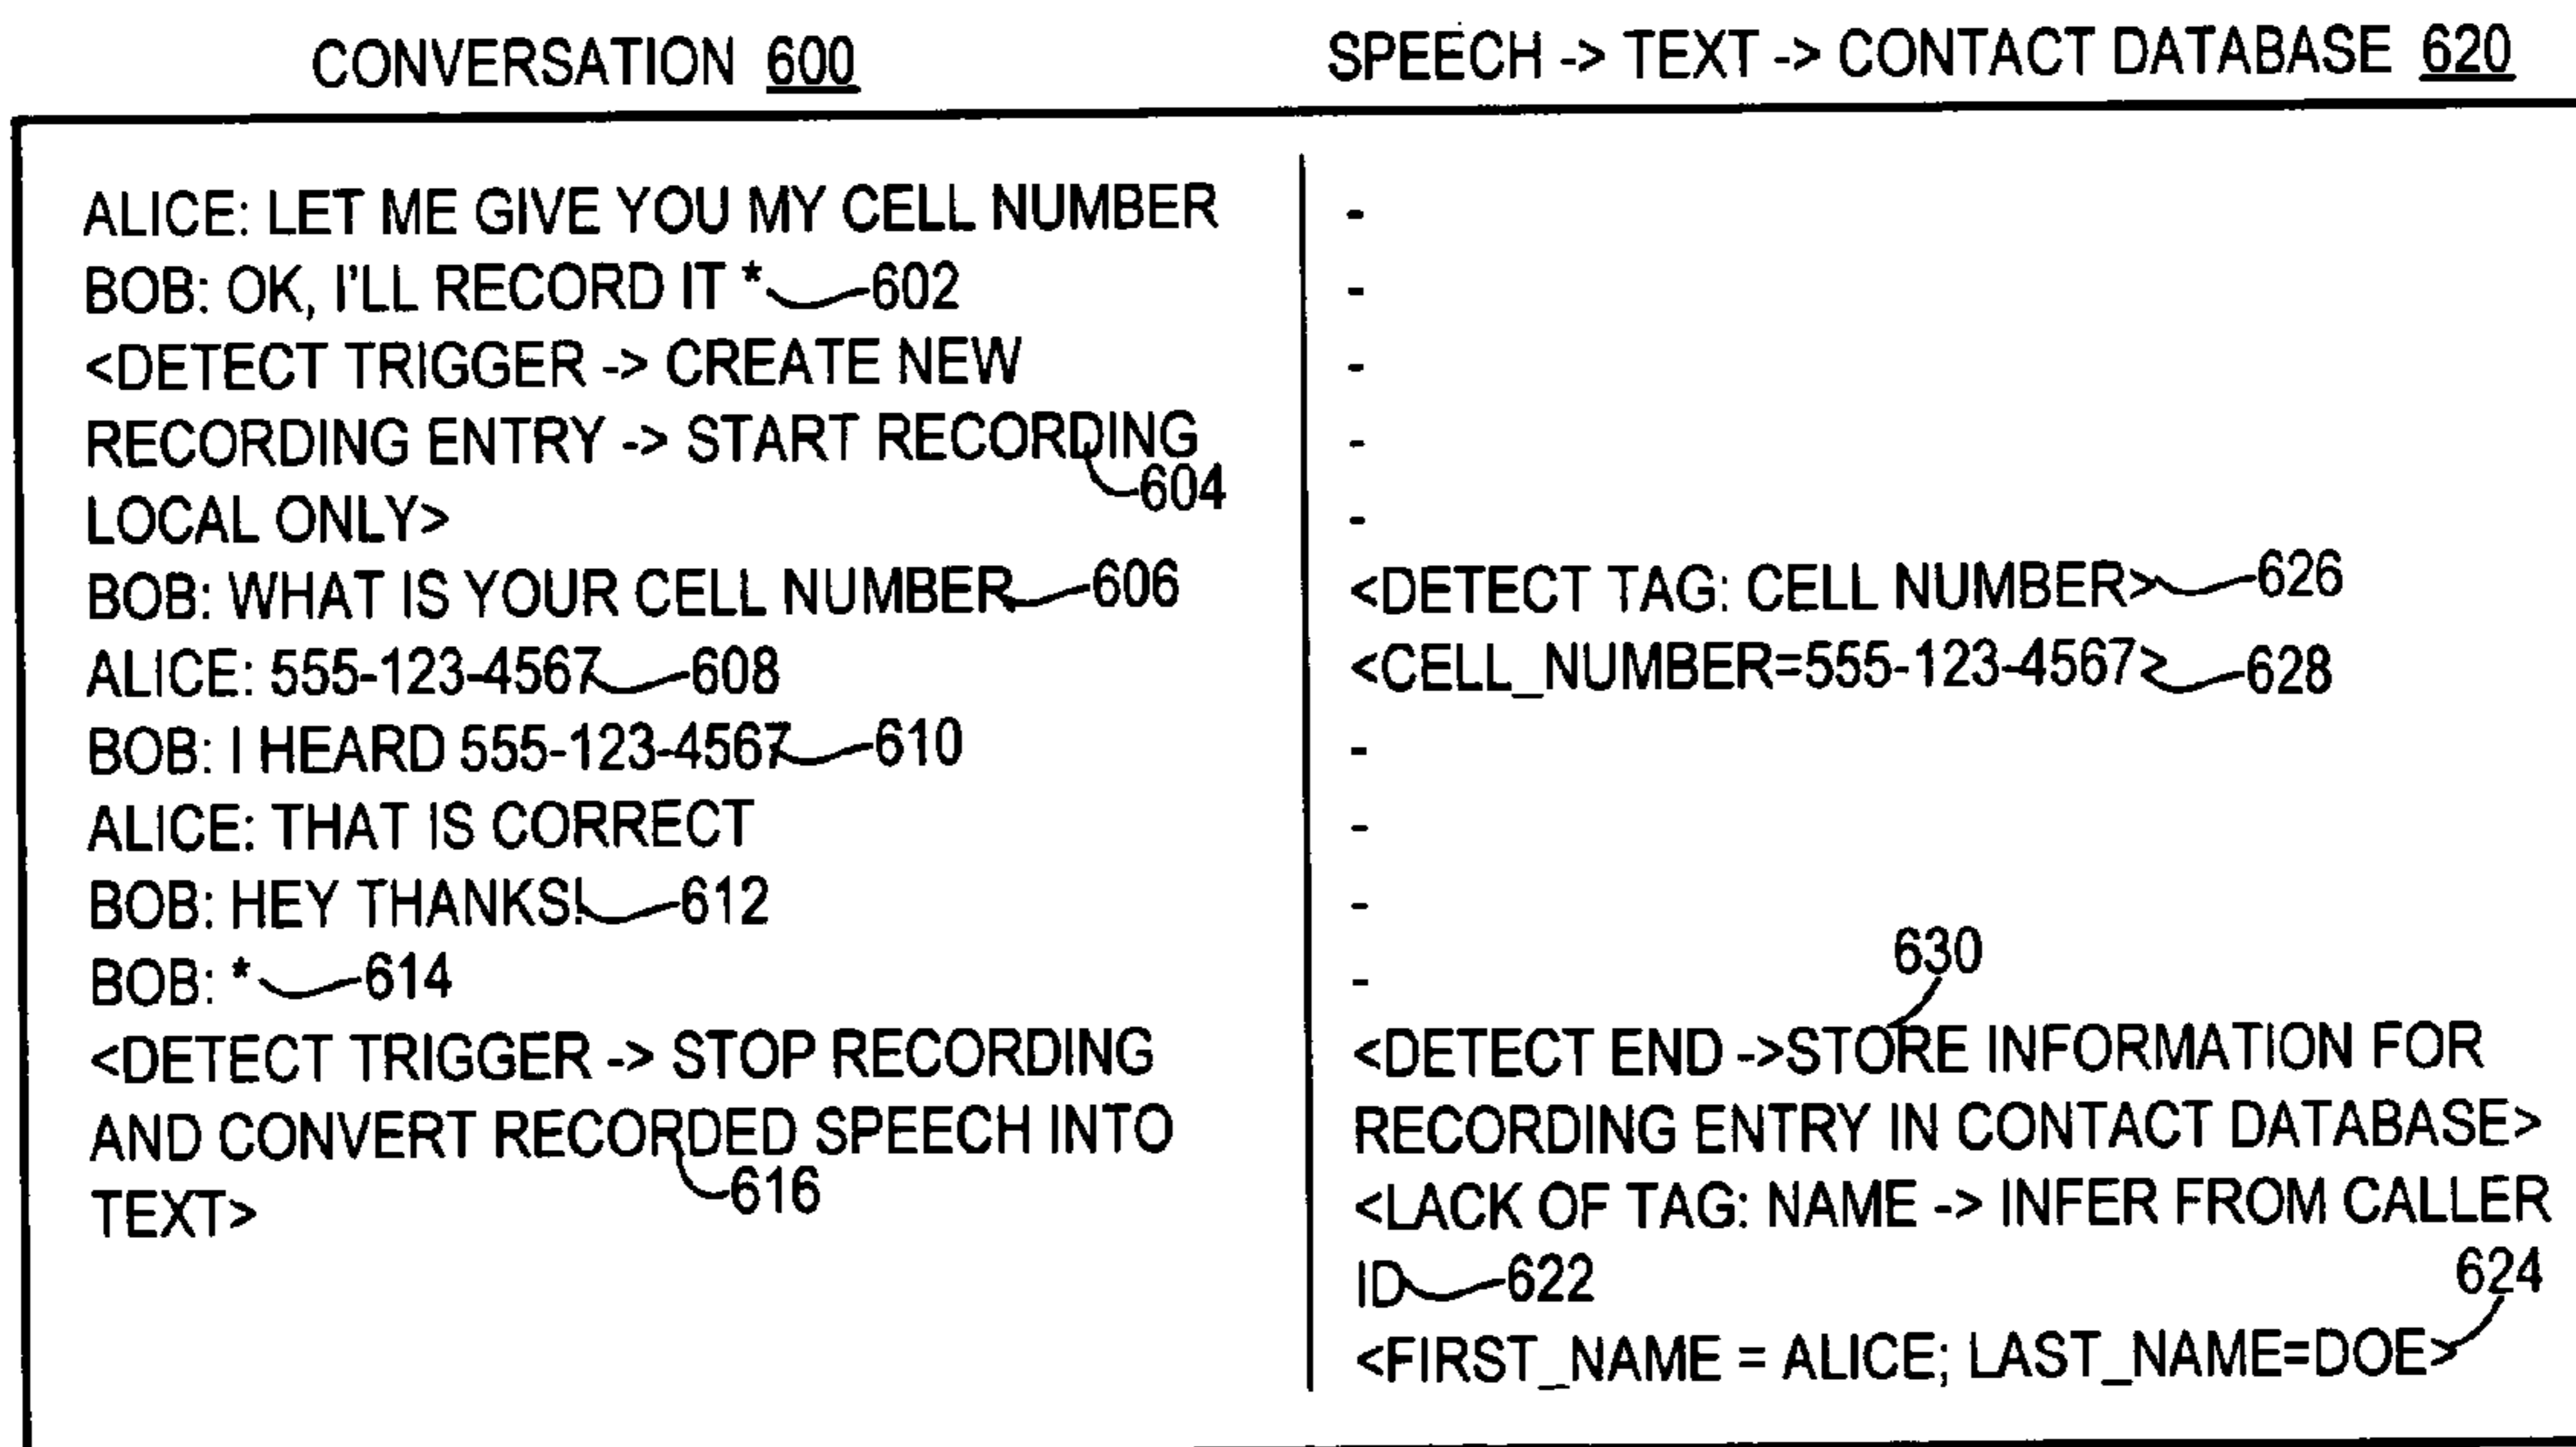 CONVERSATION 600
ALICE: LET ME GIVE YOU MY CELL NUMBER
BOB: OK, I'LL RECORD IT * 602
<DETECT TRIGGER -> CREATE NEW
RECORDING ENTRY -> START RECORDING
604
LOCAL ONLY>
BOB: WHAT IS YOUR CELL NUMBER 606
ALICE: 555-123-4567 608
BOB: I HEARD 555-123-4567 610
ALICE: THAT IS CORRECT
BOB: HEY THANKS! 612
BOB: * 614
<DETECT TRIGGER -> STOP RECORDING
AND CONVERT RECORDED SPEECH INTO
616
TEXT>
SPEECH -> TEXT -> CONTACT DATABASE 620
-
-
-
-
-
<DETECT TAG: CELL NUMBER> 626
<CELL_NUMBER=555-123-4567> 628
-
-
-
-
630
<DETECT END ->STORE INFORMATION FOR
RECORDING ENTRY IN CONTACT DATABASE>
<LACK OF TAG: NAME -> INFER FROM CALLER
ID 622
624
<FIRST_NAME = ALICE; LAST_NAME=DOE>